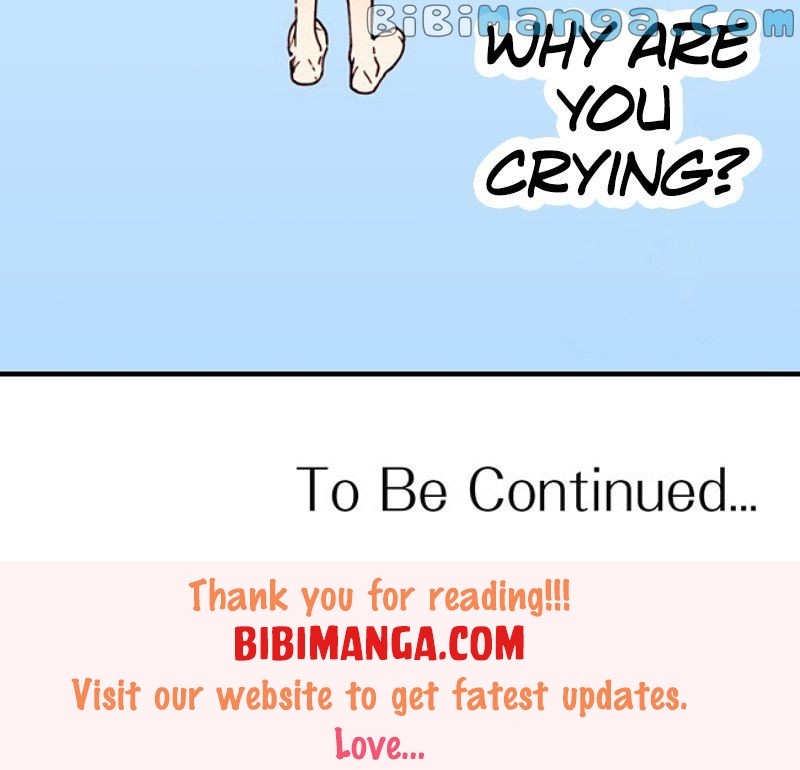 BiBiManga.Com
WHY ARE
YOU
CRYING?
To Be Continued...
Thank you for reading!!!
BIBIMANGA.COM
Visit our website to get fatest updates.
Love...